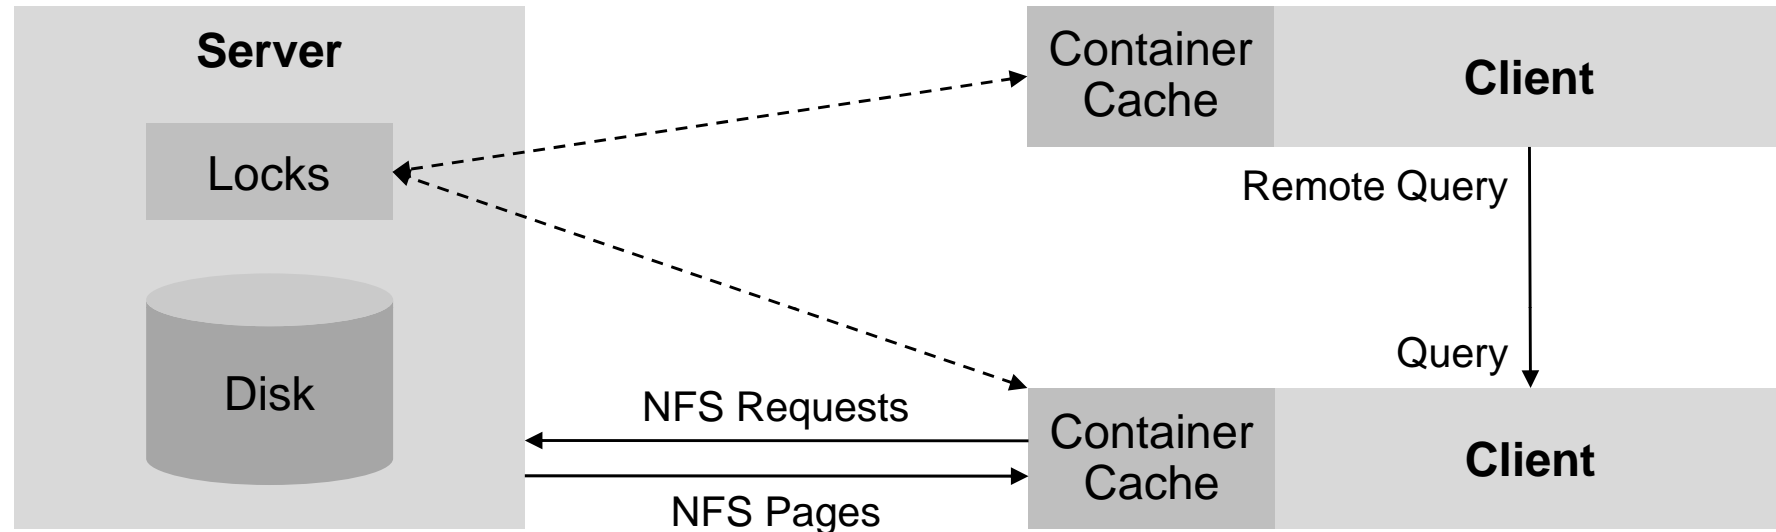 Server
Locks
Disk
Container
Cache
Client
Remote Query
Query
NFS Requests
NFS Pages
Container
Cache
Client